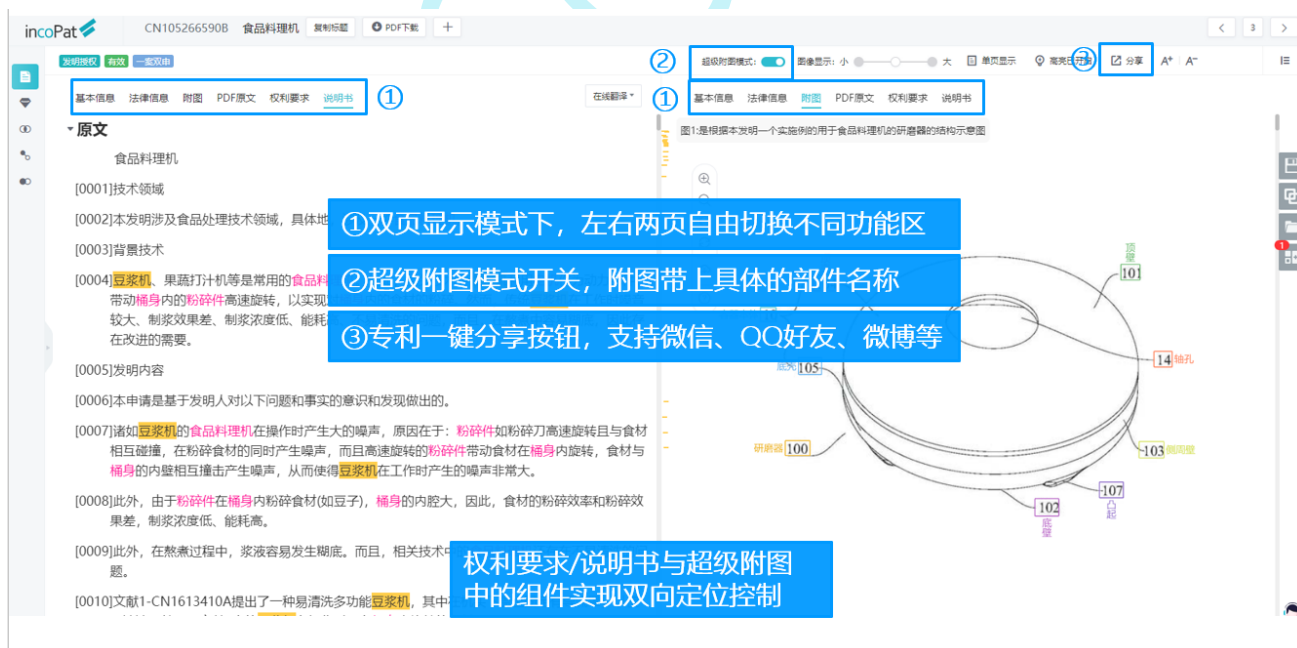 incoPat
CN105266590B 食品料理机 复制标题 PDF下载
3
发明授权 有效 一案双申
② 超级附图模式: 图像显示: 小 大 单页显示 ③ 分享 A+ A-
基本信息 法律信息 附图 PDF原文 权利要求 说明书 ① 在线翻译
① 基本信息 法律信息 附图 PDF原文 权利要求 说明书
原文
图1:是根据本发明一个实施例的用于食品料理机的研磨器的结构示意图
食品料理机
[0001]技术领域
[0002]本发明涉及食品处理技术领域，具体地
①双页显示模式下，左右两页自由切换不同功能区
[0003]背景技术
[0004]豆浆机、果蔬打汁机等是常用的食品料
②超级附图模式开关，附图带上具体的部件名称
带动桶身内的粉碎件高速旋转，以实现
较大、制浆效果差、制浆浓度低、能耗
③专利一键分享按钮，支持微信、QQ好友、微博等
在改进的需要。
[0005]发明内容
[0006]本申请是基于发明人对以下问题和事实的意识和发现做出的。
[0007]诸如豆浆机的食品料理机在操作时产生大的噪声，原因在于：粉碎件如粉碎刀高速旋转且与食材
相互碰撞，在粉碎食材的同时产生噪声，而且高速旋转的粉碎件带动食材在桶身内旋转，食材与
桶身的内壁相互撞击产生噪声，从而使得豆浆机在工作时产生的噪声非常大。
[0008]此外，由于粉碎件在桶身内粉碎食材(如豆子)，桶身的内腔大，因此，食材的粉碎效率和粉碎效
果差，制浆浓度低、能耗高。
[0009]此外，在熬煮过程中，浆液容易发生糊底。而且，相关技术中
题。
[0010]文献1-CN1613410A提出了一种易清洗多功能豆浆机，其中
权利要求/说明书与超级附图
中的组件实现双向定位控制
顶壁
101
14 轴孔
105
研磨器 100
103 侧周壁
107
凸起
102
底壁
1